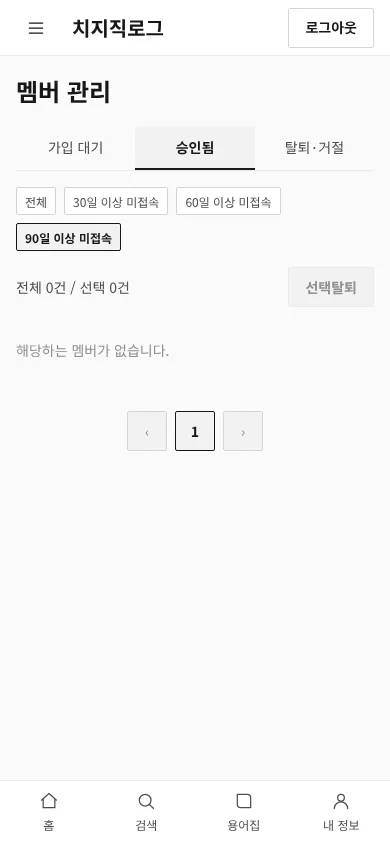 치지직로그
로그아웃
멤버 관리
가입 대기 승인됨 탈퇴·거절
전체 30일 이상 미접속 60일 이상 미접속
90일 이상 미접속
전체 0건 / 선택 0건 선택탈퇴
해당하는 멤버가 없습니다.
‹ 1 ›
홈 검색 용어집 내 정보